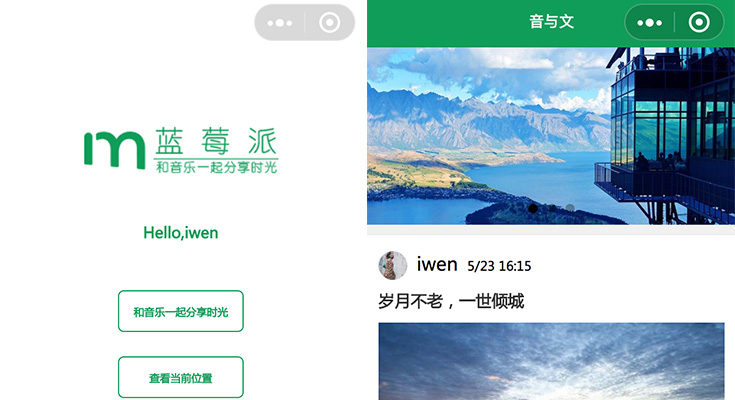 m 蓝莓派
和音乐一起分享时光
Hello,iwen
和音乐一起分享时光
查看当前位置
音与文
iwen 5/23 16:15
岁月不老，一世倾城